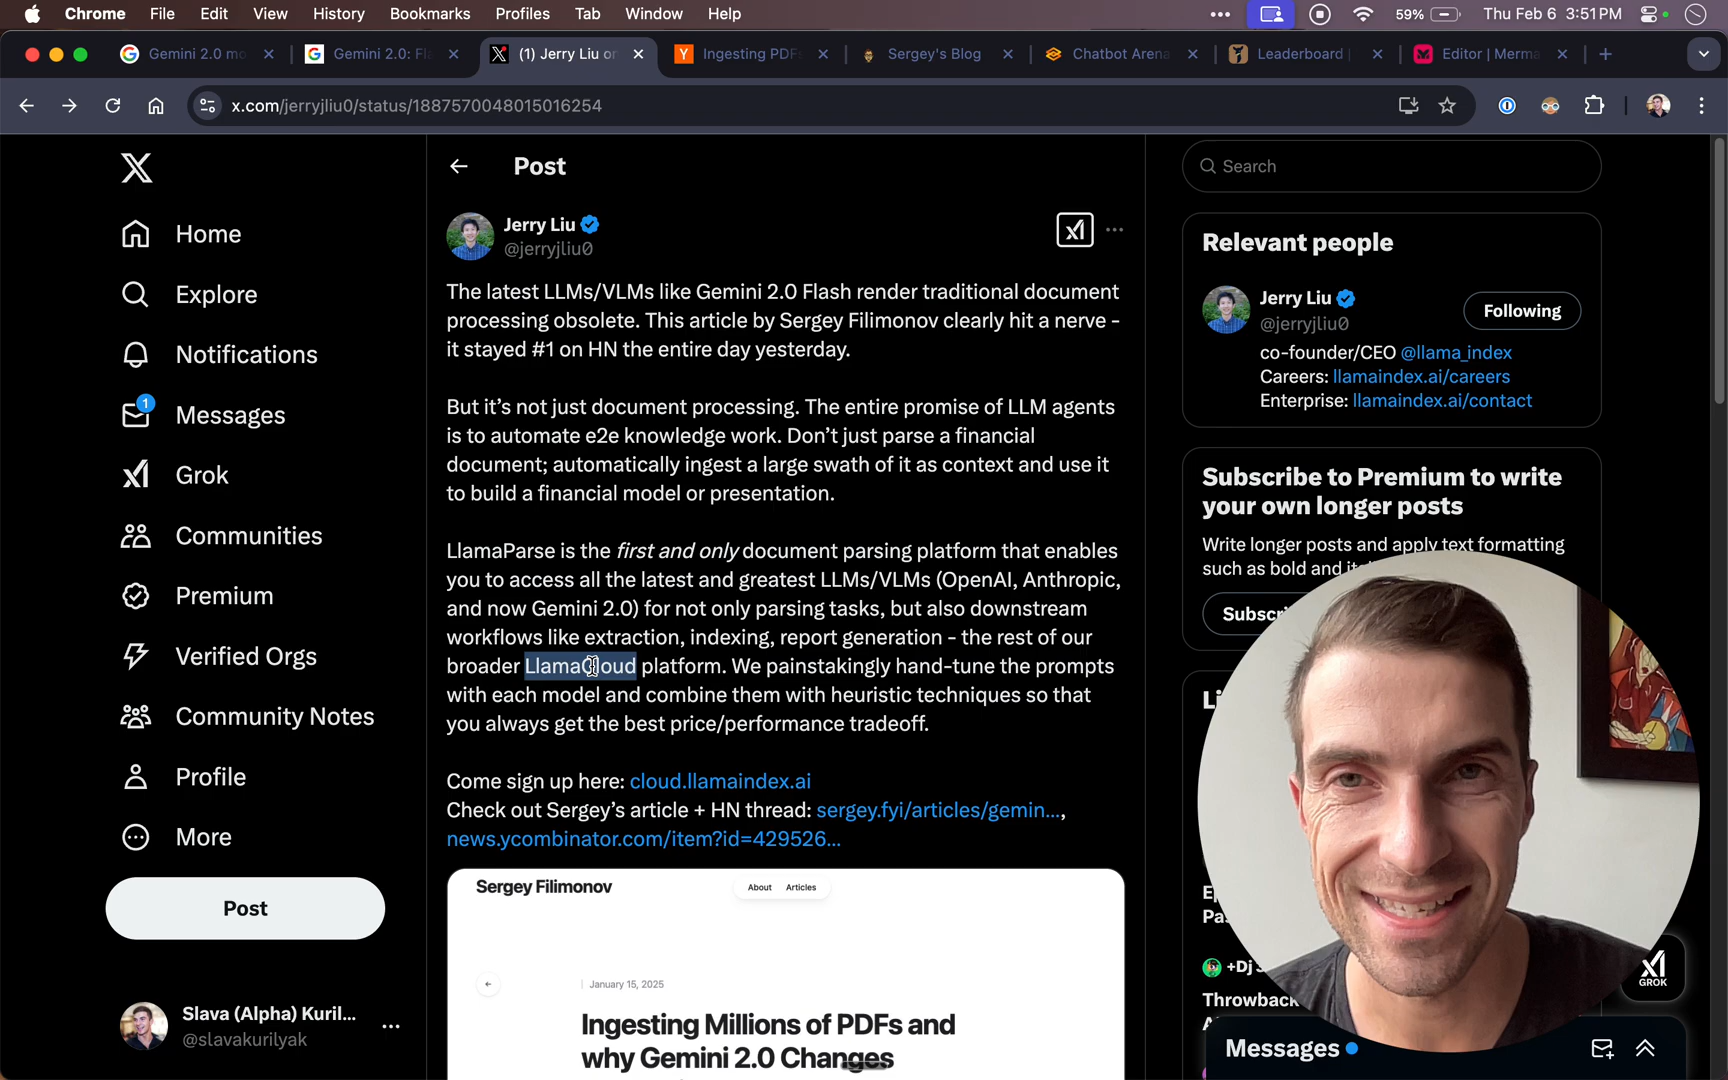 Chrome File Edit View History Bookmarks Profiles Tab Window Help
59% Thu Feb 6 3:51 PM
Gemini 2.0 mo
Gemini 2.0: Fl
(1) Jerry Liu on
Ingesting PDFs
Sergey's Blog
Chatbot Arena
Leaderboard |
Editor | Merma
x.com/jerryjliu0/status/1887570048015016254
Home
Explore
Notifications
1
Messages
Grok
Communities
Premium
Verified Orgs
Community Notes
Profile
More
Post
Slava (Alpha) Kuril...
@slavakurilyak
Post
Jerry Liu
@jerryjliu0
The latest LLMs/VLMs like Gemini 2.0 Flash render traditional document
processing obsolete. This article by Sergey Filimonov clearly hit a nerve -
it stayed #1 on HN the entire day yesterday.
But it’s not just document processing. The entire promise of LLM agents
is to automate e2e knowledge work. Don’t just parse a financial
document; automatically ingest a large swath of it as context and use it
to build a financial model or presentation.
LlamaParse is the first and only document parsing platform that enables
you to access all the latest and greatest LLMs/VLMs (OpenAI, Anthropic,
and now Gemini 2.0) for not only parsing tasks, but also downstream
workflows like extraction, indexing, report generation - the rest of our
broader LlamaCloud platform. We painstakingly hand-tune the prompts
with each model and combine them with heuristic techniques so that
you always get the best price/performance tradeoff.
Come sign up here: cloud.llamaindex.ai
Check out Sergey’s article + HN thread: sergey.fyi/articles/gemin...,
news.ycombinator.com/item?id=429526...
Sergey Filimonov
About Articles
January 15, 2025
Ingesting Millions of PDFs and
why Gemini 2.0 Changes
Search
Relevant people
Jerry Liu
@jerryjliu0
Following
co-founder/CEO @llama_index
Careers: llamaindex.ai/careers
Enterprise: llamaindex.ai/contact
Subscribe to Premium to write
your own longer posts
Write longer posts and apply text formatting
such as bold and
Subscri
+Dj
Throwback
GROK
Messages